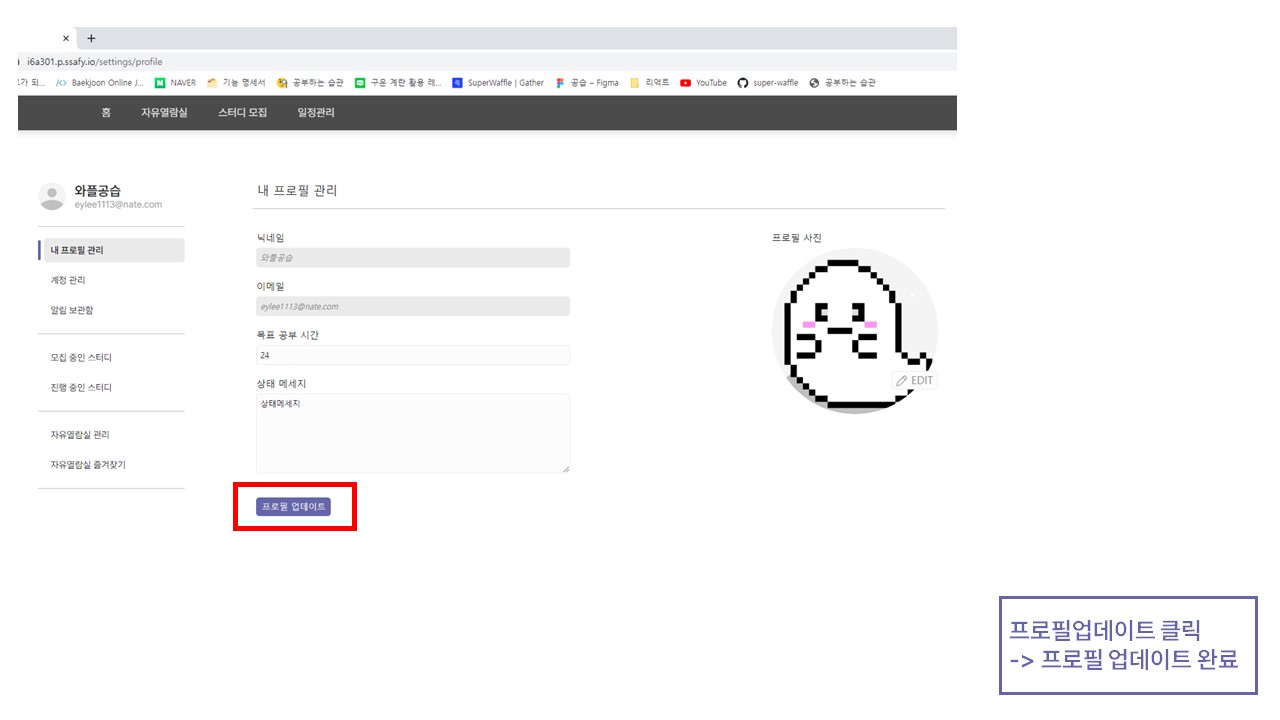 i6a301.p.ssafy.io/settings/profile
Baekjoon Online J... NAVER 기능 명세서 공부하는 습관 구운 계란 활용 레... SuperWaffle | Gather 공습 – Figma 리액트 YouTube super-waffle 공부하는 습관
홈 자유열람실 스터디 모집 일정관리
와플공습
eylee1113@nate.com
내 프로필 관리
계정 관리
알림 보관함
모집 중인 스터디
진행 중인 스터디
자유열람실 관리
자유열람실 즐겨찾기
내 프로필 관리
닉네임
와플공습
이메일
eylee1113@nate.com
목표 공부 시간
24
상태 메세지
상태메세지
프로필 업데이트
프로필 사진
EDIT
프로필업데이트 클릭
-> 프로필 업데이트 완료